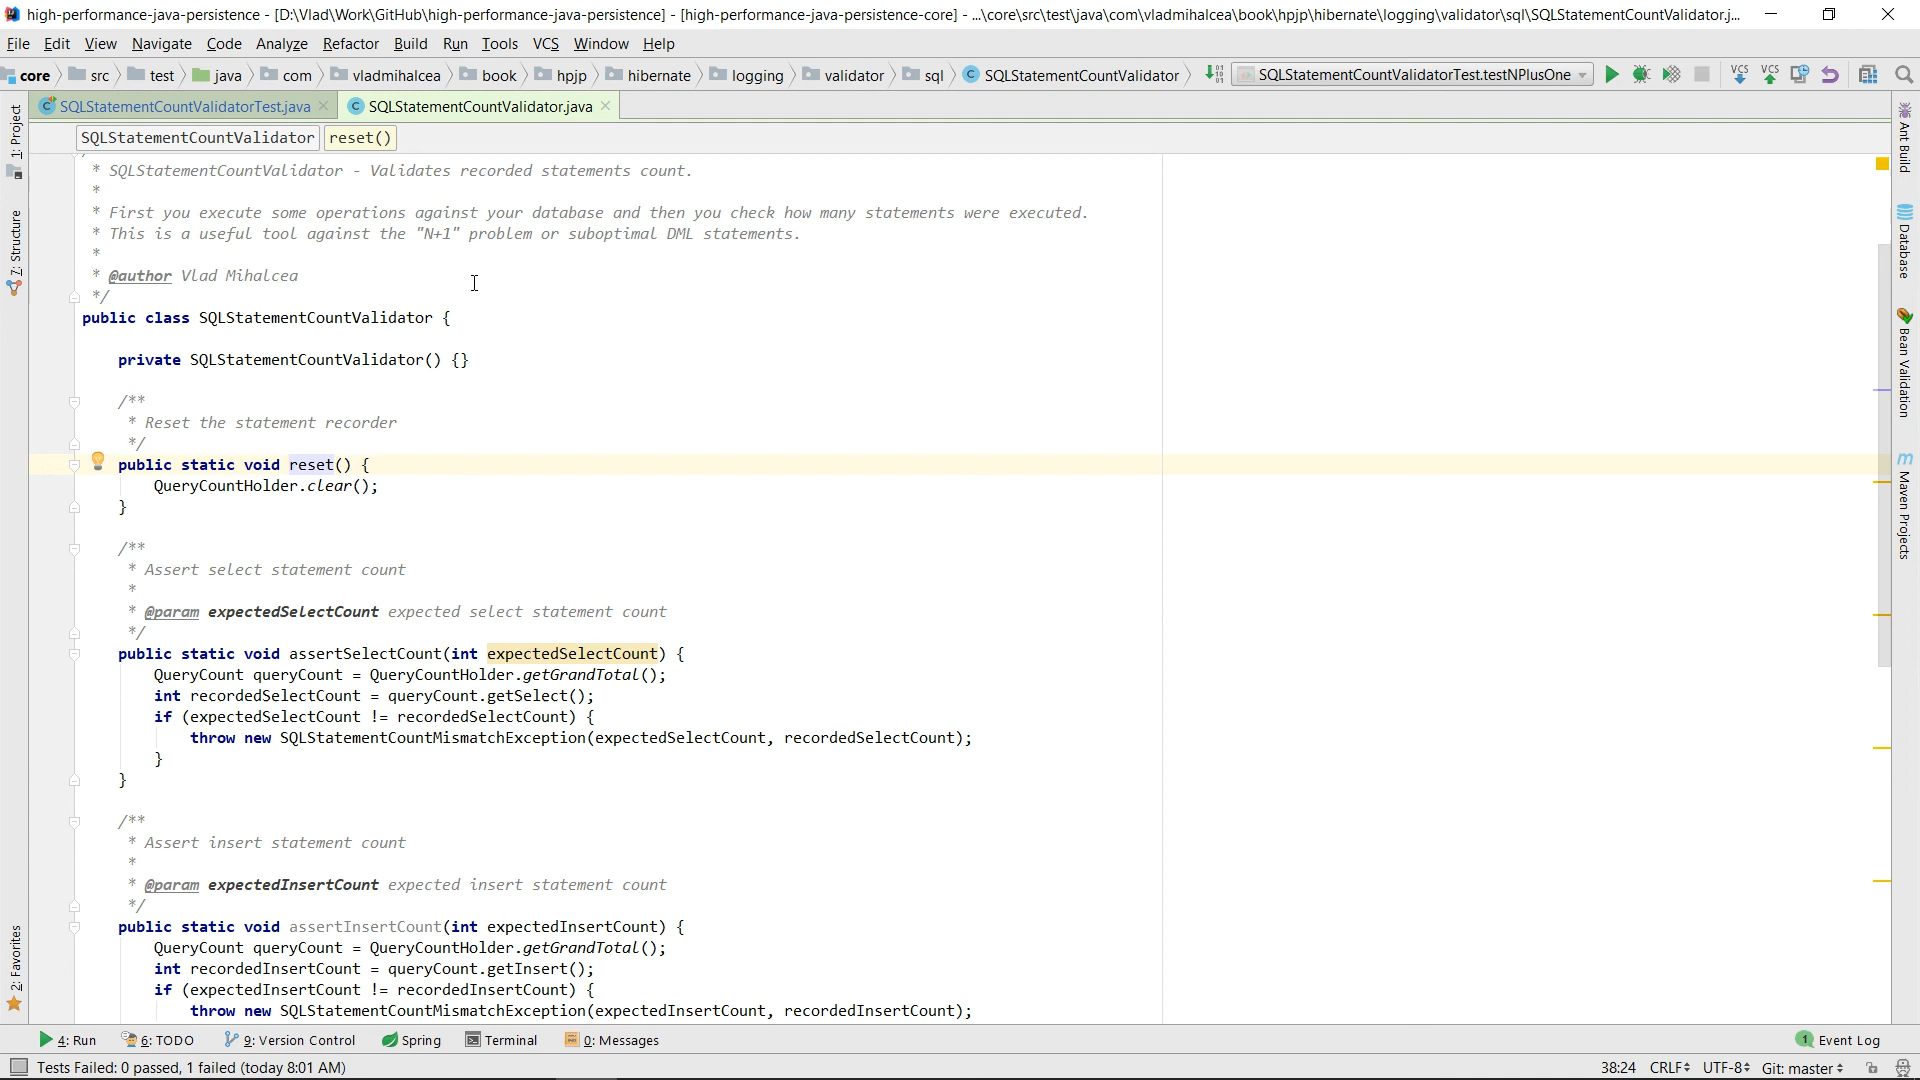 high-performance-java-persistence - [D:\Vlad\Work\GitHub\high-performance-java-persistence] - [high-performance-java-persistence-core] - ...\core\src\test\java\com\vladmihalcea\book\hpjp\hibernate\logging\validator\sql\SQLStatementCountValidator.j...
File Edit View Navigate Code Analyze Refactor Build Run Tools VCS Window Help
core src test java com vladmihalcea book hpjp hibernate logging validator sql SQLStatementCountValidator SQLStatementCountValidatorTest.testNPlusOne VCS VCS
SQLStatementCountValidatorTest.java SQLStatementCountValidator.java
SQLStatementCountValidator reset()
1: Project
7: Structure
2: Favorites
* SQLStatementCountValidator - Validates recorded statements count.
*
* First you execute some operations against your database and then you check how many statements were executed.
* This is a useful tool against the "N+1" problem or suboptimal DML statements.
*
* @author Vlad Mihalcea
*/
public class SQLStatementCountValidator {
private SQLStatementCountValidator() {}
/**
* Reset the statement recorder
*/
public static void reset() {
QueryCountHolder.clear();
}
/**
* Assert select statement count
*
* @param expectedSelectCount expected select statement count
*/
public static void assertSelectCount(int expectedSelectCount) {
QueryCount queryCount = QueryCountHolder.getGrandTotal();
int recordedSelectCount = queryCount.getSelect();
if (expectedSelectCount != recordedSelectCount) {
throw new SQLStatementCountMismatchException(expectedSelectCount, recordedSelectCount);
}
}
/**
* Assert insert statement count
*
* @param expectedInsertCount expected insert statement count
*/
public static void assertInsertCount(int expectedInsertCount) {
QueryCount queryCount = QueryCountHolder.getGrandTotal();
int recordedInsertCount = queryCount.getInsert();
if (expectedInsertCount != recordedInsertCount) {
throw new SQLStatementCountMismatchException(expectedInsertCount, recordedInsertCount);
Ant Build
Database
Bean Validation
m Maven Projects
4: Run 6: TODO 9: Version Control Spring Terminal 0: Messages 1 Event Log
Tests Failed: 0 passed, 1 failed (today 8:01 AM) 38:24 CRLF UTF-8 Git: master